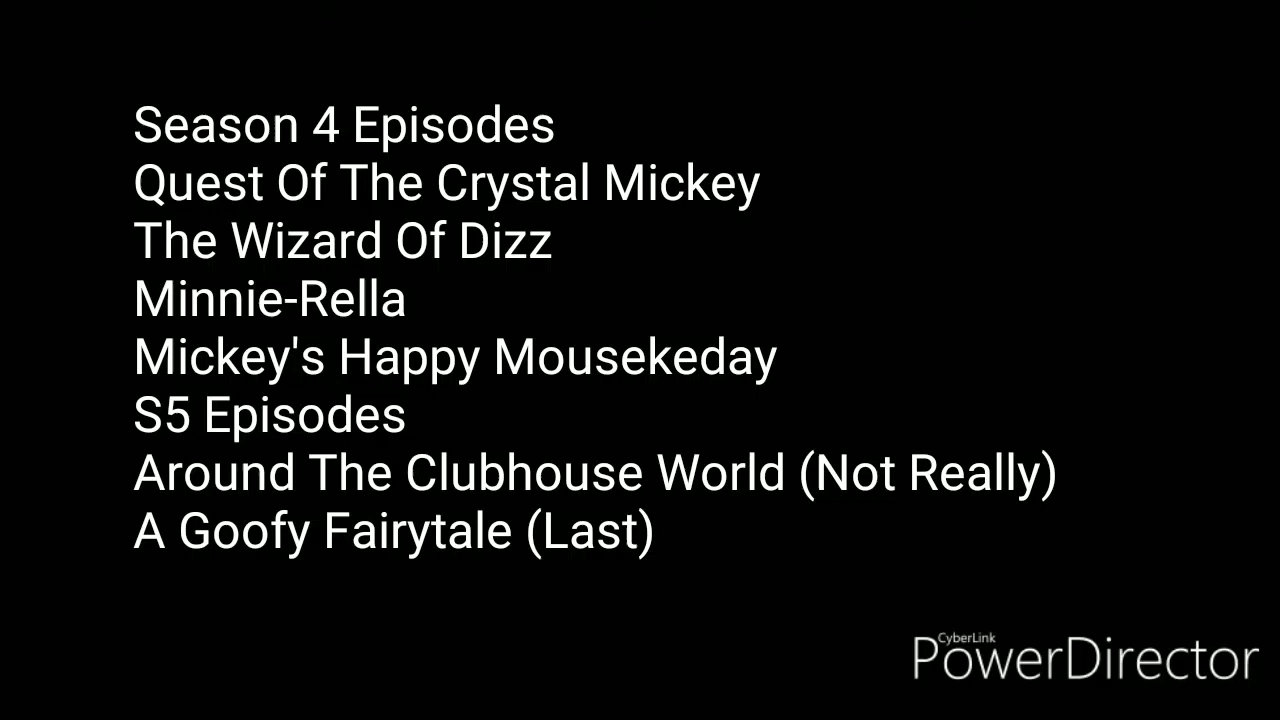 Season 4 Episodes
Quest Of The Crystal Mickey
The Wizard Of Dizz
Minnie-Rella
Mickey's Happy Mousekeday
S5 Episodes
Around The Clubhouse World (Not Really)
A Goofy Fairytale (Last)
CyberLink
PowerDirector